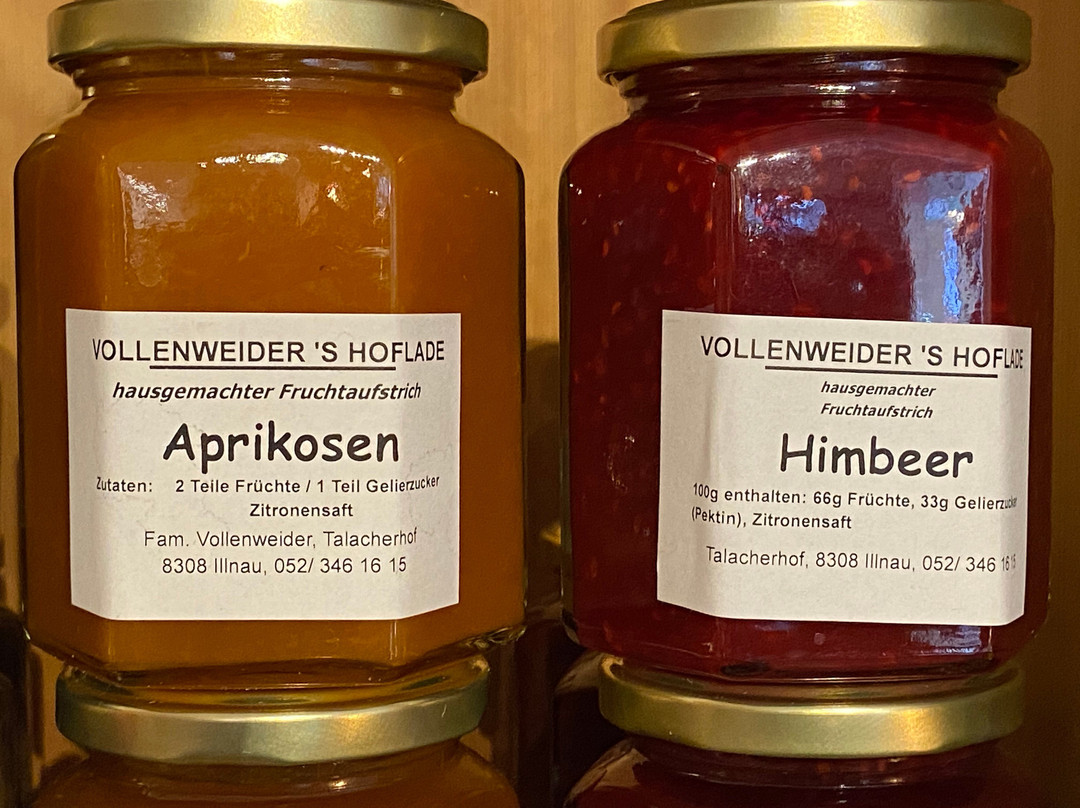 VOLLENWEIDER 'S HOFLADE
hausgemachter Fruchtaufstrich
Aprikosen
Zutaten: 2 Teile Früchte / 1 Teil Gelierzucker
Zitronensaft
Fam. Vollenweider, Talacherhof
8308 Illnau, 052/ 346 16 15
VOLLENWEIDER 'S HOFLADE
hausgemachter
Fruchtaufstrich
Himbeer
100g enthalten: 66g Früchte, 33g Gelierzucker
(Pektin), Zitronensaft
Talacherhof, 8308 Illnau, 052/ 346 16 15